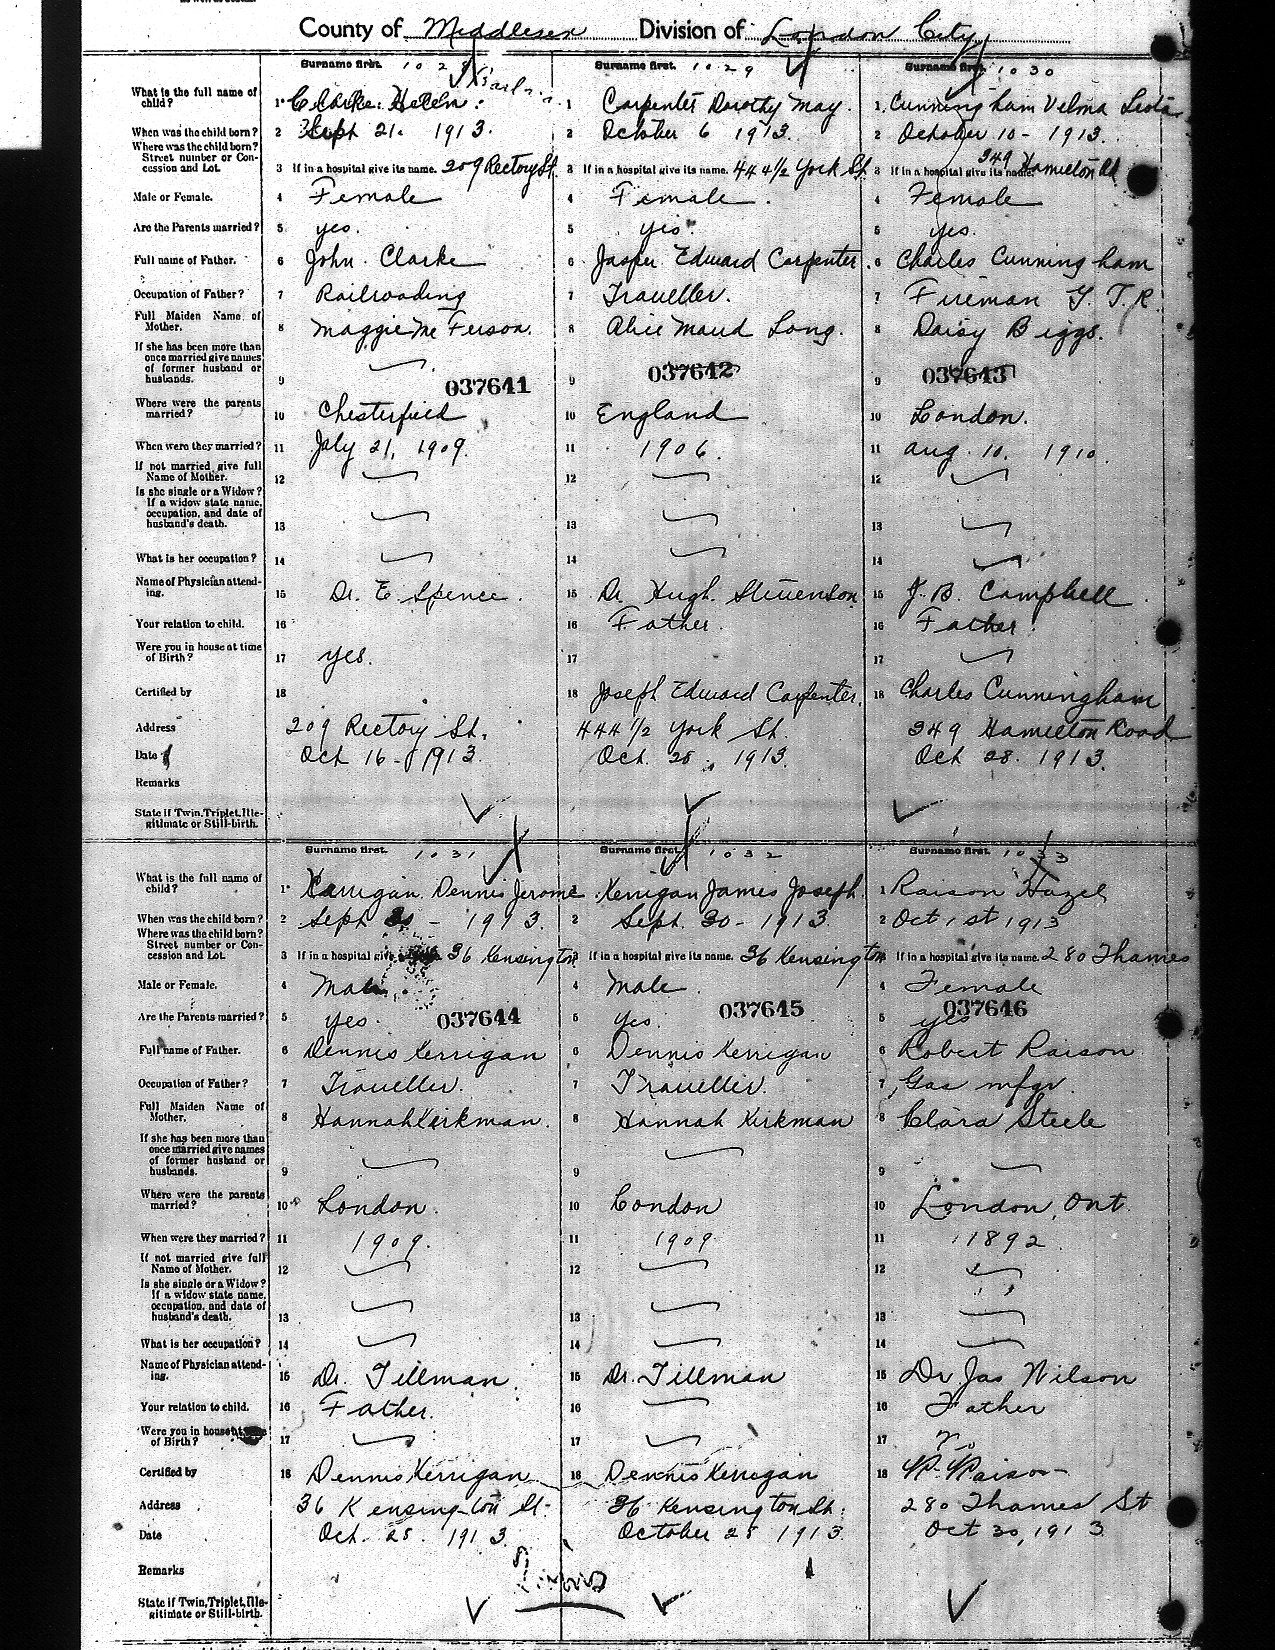 County of Middlesex Division of London City
Surname first. 1028 Surname first. 1029 Surname first. 1030
What is the full name of child? 1 Clarke Helen 1 Carpenter Dorothy May. 1 Cunningham Velma Leota
When was the child born? 2 Sept 21. 1913. 2 October 6 1913. 2 October 10 - 1913.
Where was the child born? Street number or Concession and Lot. 3 If in a hospital give its name. 209 Rectory St. 3 If in a hospital give its name. 444 1/2 York St. 3 If in a hospital give its name. 349 Hamilton Rd
Male or Female. 4 Female 4 Female. 4 Female
Are the Parents married? 5 yes. 5 yes. 5 yes.
Full name of Father. 6 John Clarke 6 Jasper Edward Carpenter. 6 Charles Cunningham
Occupation of Father? 7 Railroading 7 Traveller. 7 Fireman G. T. R.
Full Maiden Name of Mother. 8 Maggie Mc Ferson. 8 Alice Maud Long. 8 Daisy Biggs.
If she has been more than once married give names of former husband or husbands. 9 9 9
037641 037642 037643
Where were the parents married? 10 Chesterfield 10 England 10 London.
When were they married? 11 July 21, 1909. 11 1906. 11 Aug. 10. 1910.
If not married give full Name of Mother. 12 12 12
Is she single or a Widow? If a widow state name, occupation, and date of husband's death. 13 13 13
What is her occupation? 14 14 14
Name of Physician attending. 15 Dr. E. Spence. 15 Dr. Hugh Stevenson 15 J. B. Campbell.
Your relation to child. 16 16 Father. 16 Father.
Were you in house at time of Birth? 17 yes. 17 17
Certified by 18 18 Joseph Edward Carpenter. 18 Charles Cunningham
Address 209 Rectory St. 444 1/2 York St. 349 Hamilton Road
Date Oct 16 - 1913. Oct. 28, 1913. Oct 28. 1913.
Remarks
State if Twin, Triplet, Illegitimate or Still-birth.
Surname first. 1031 Surname first. 1032 Surname first. 1033
What is the full name of child? 1 Kerrigan Dennis Jerome 1 Kerrigan James Joseph 1 Raison Hazel
When was the child born? 2 Sept 30 - 1913. 2 Sept. 30 - 1913 2 Oct 1st 1913
Where was the child born? Street number or Concession and Lot. 3 If in a hospital give its name. 36 Kensington 3 If in a hospital give its name. 36 Kensington 3 If in a hospital give its name. 280 Thames
Male or Female. 4 Male 4 Male 4 Female
Are the Parents married? 5 yes. 037644 5 yes. 037645 5 yes 037646
Full name of Father. 6 Dennis Kerrigan 6 Dennis Kerrigan 6 Robert Raison
Occupation of Father? 7 Traveller. 7 Traveller. 7 Gas mfgr.
Full Maiden Name of Mother. 8 Hannah Kirkman. 8 Hannah Kirkman 8 Clara Steele
If she has been more than once married give names of former husband or husbands. 9 9 9
Where were the parents married? 10 London. 10 London 10 London, Ont.
When were they married? 11 1909. 11 1909 11 1892
If not married give full Name of Mother. 12 12 12
Is she single or a Widow? If a widow state name, occupation, and date of husband's death. 13 13 13
What is her occupation? 14 14 14
Name of Physician attending. 15 Dr. Tillman. 15 Dr. Tillman 15 Dr Jas Wilson
Your relation to child. 16 Father. 16 16 Father
Were you in house at time of Birth? 17 17 17 No
Certified by 18 Dennis Kerrigan 18 Dennis Kerrigan 18 R. Raison
Address 36 Kensington St. 36 Kensington St. 280 Thames St
Date Oct. 28. 1913. October 28 1913 Oct 30, 1913
Remarks
Twins
State if Twin, Triplet, Illegitimate or Still-birth.